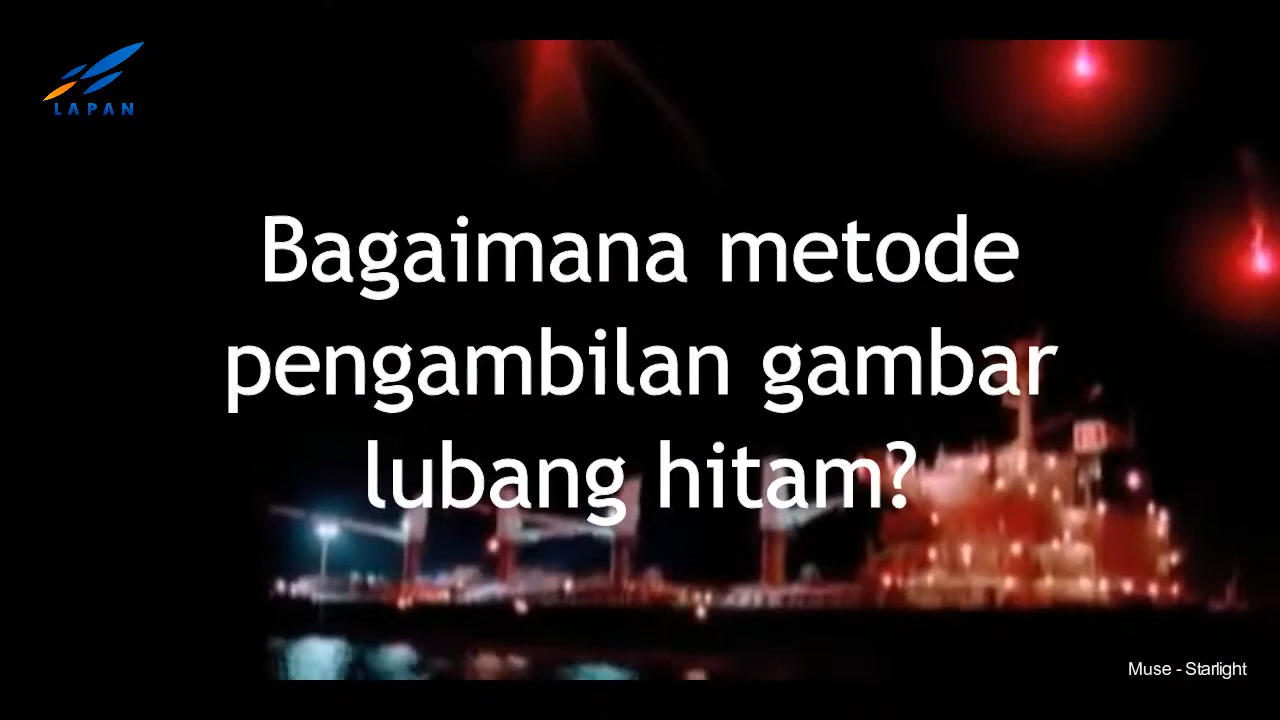 LAPAN
Bagaimana metode
pengambilan gambar
lubang hitam?
Muse - Starlight